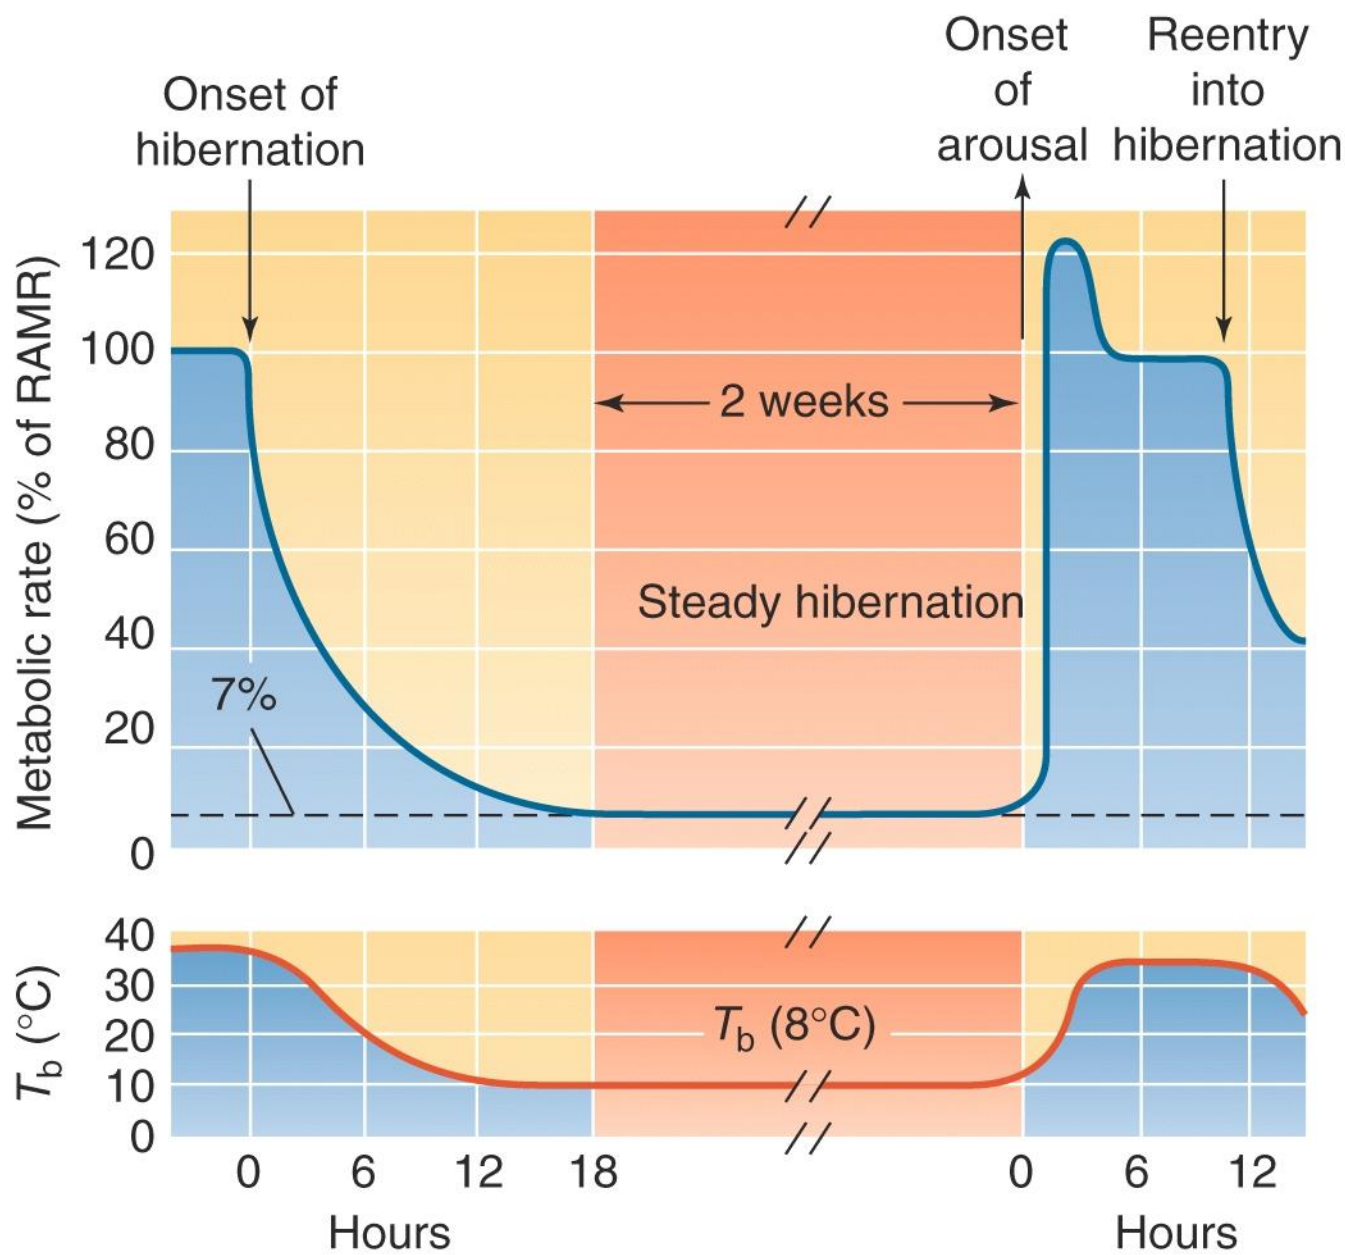 Onset of
hibernation
Onset
of
arousal
Reentry
into
hibernation
Metabolic rate (% of RAMR)
120
100
80
60
40
20
0
2 weeks
Steady hibernation
7%
T_b (°C)
40
30
20
10
0
T_b (8°C)
0 6 12 18
0 6 12
Hours
Hours